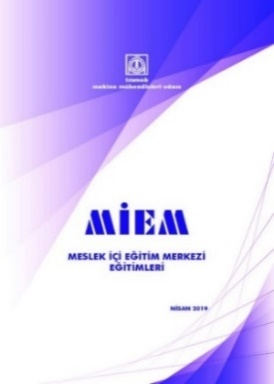 tmmob
makina mühendisleri odası
MİEM
MESLEK İÇİ EĞİTİM MERKEZİ
EĞİTİMLERİ
NİSAN 2019